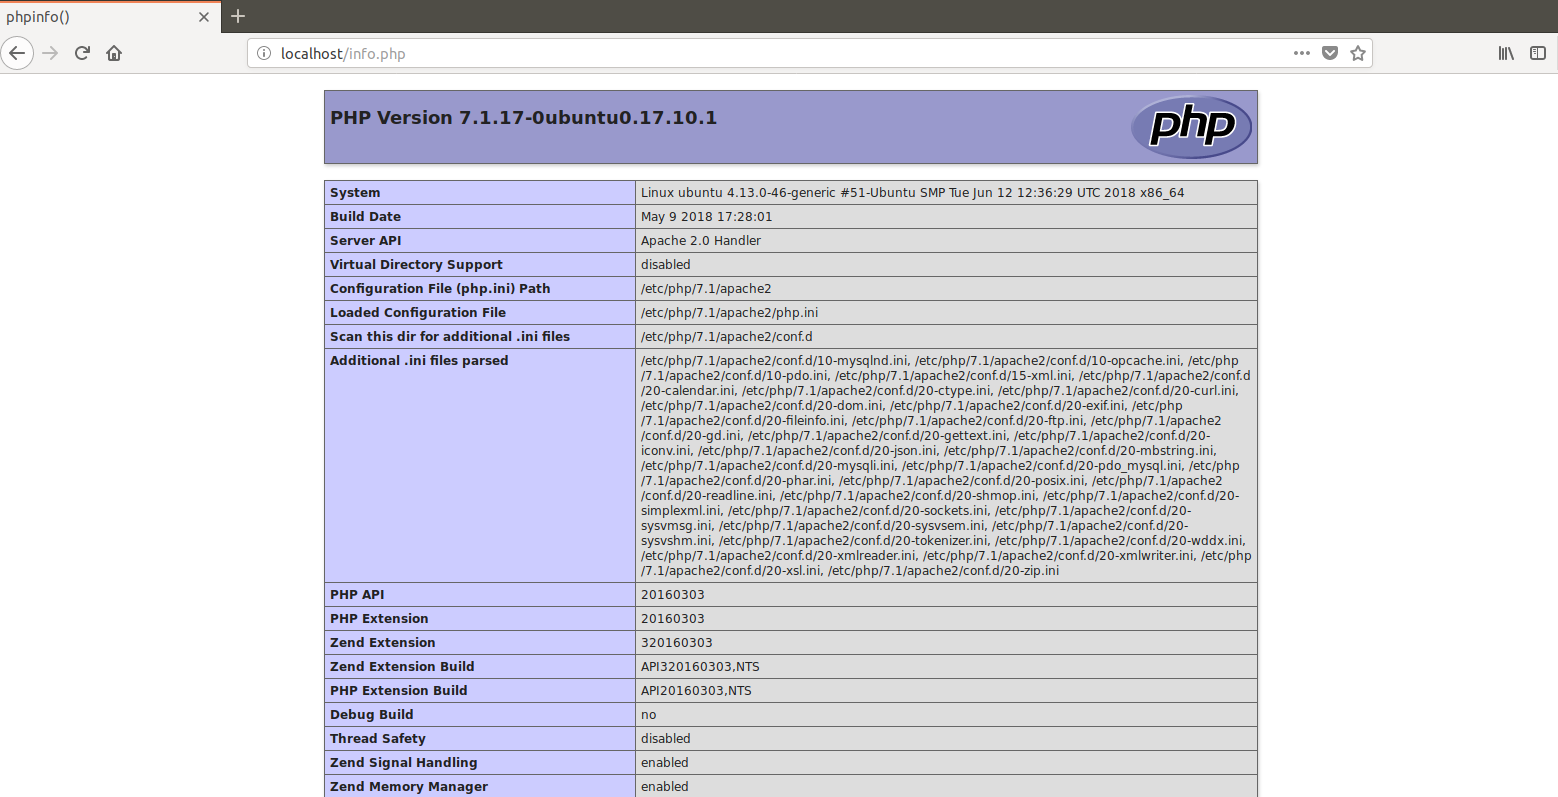 phpinfo()
localhost/info.php
PHP Version 7.1.17-0ubuntu0.17.10.1
php
System Linux ubuntu 4.13.0-46-generic #51-Ubuntu SMP Tue Jun 12 12:36:29 UTC 2018 x86_64
Build Date May 9 2018 17:28:01
Server API Apache 2.0 Handler
Virtual Directory Support disabled
Configuration File (php.ini) Path /etc/php/7.1/apache2
Loaded Configuration File /etc/php/7.1/apache2/php.ini
Scan this dir for additional .ini files /etc/php/7.1/apache2/conf.d
Additional .ini files parsed /etc/php/7.1/apache2/conf.d/10-mysqlnd.ini, /etc/php/7.1/apache2/conf.d/10-opcache.ini, /etc/php
/7.1/apache2/conf.d/10-pdo.ini, /etc/php/7.1/apache2/conf.d/15-xml.ini, /etc/php/7.1/apache2/conf.d
/20-calendar.ini, /etc/php/7.1/apache2/conf.d/20-ctype.ini, /etc/php/7.1/apache2/conf.d/20-curl.ini,
/etc/php/7.1/apache2/conf.d/20-dom.ini, /etc/php/7.1/apache2/conf.d/20-exif.ini, /etc/php
/7.1/apache2/conf.d/20-fileinfo.ini, /etc/php/7.1/apache2/conf.d/20-ftp.ini, /etc/php/7.1/apache2
/conf.d/20-gd.ini, /etc/php/7.1/apache2/conf.d/20-gettext.ini, /etc/php/7.1/apache2/conf.d/20-
iconv.ini, /etc/php/7.1/apache2/conf.d/20-json.ini, /etc/php/7.1/apache2/conf.d/20-mbstring.ini,
/etc/php/7.1/apache2/conf.d/20-mysqli.ini, /etc/php/7.1/apache2/conf.d/20-pdo_mysql.ini, /etc/php
/7.1/apache2/conf.d/20-phar.ini, /etc/php/7.1/apache2/conf.d/20-posix.ini, /etc/php/7.1/apache2
/conf.d/20-readline.ini, /etc/php/7.1/apache2/conf.d/20-shmop.ini, /etc/php/7.1/apache2/conf.d/20-
simplexml.ini, /etc/php/7.1/apache2/conf.d/20-sockets.ini, /etc/php/7.1/apache2/conf.d/20-
sysvmsg.ini, /etc/php/7.1/apache2/conf.d/20-sysvsem.ini, /etc/php/7.1/apache2/conf.d/20-
sysvshm.ini, /etc/php/7.1/apache2/conf.d/20-tokenizer.ini, /etc/php/7.1/apache2/conf.d/20-wddx.ini,
/etc/php/7.1/apache2/conf.d/20-xmlreader.ini, /etc/php/7.1/apache2/conf.d/20-xmlwriter.ini, /etc/php
/7.1/apache2/conf.d/20-xsl.ini, /etc/php/7.1/apache2/conf.d/20-zip.ini
PHP API 20160303
PHP Extension 20160303
Zend Extension 320160303
Zend Extension Build API320160303,NTS
PHP Extension Build API20160303,NTS
Debug Build no
Thread Safety disabled
Zend Signal Handling enabled
Zend Memory Manager enabled